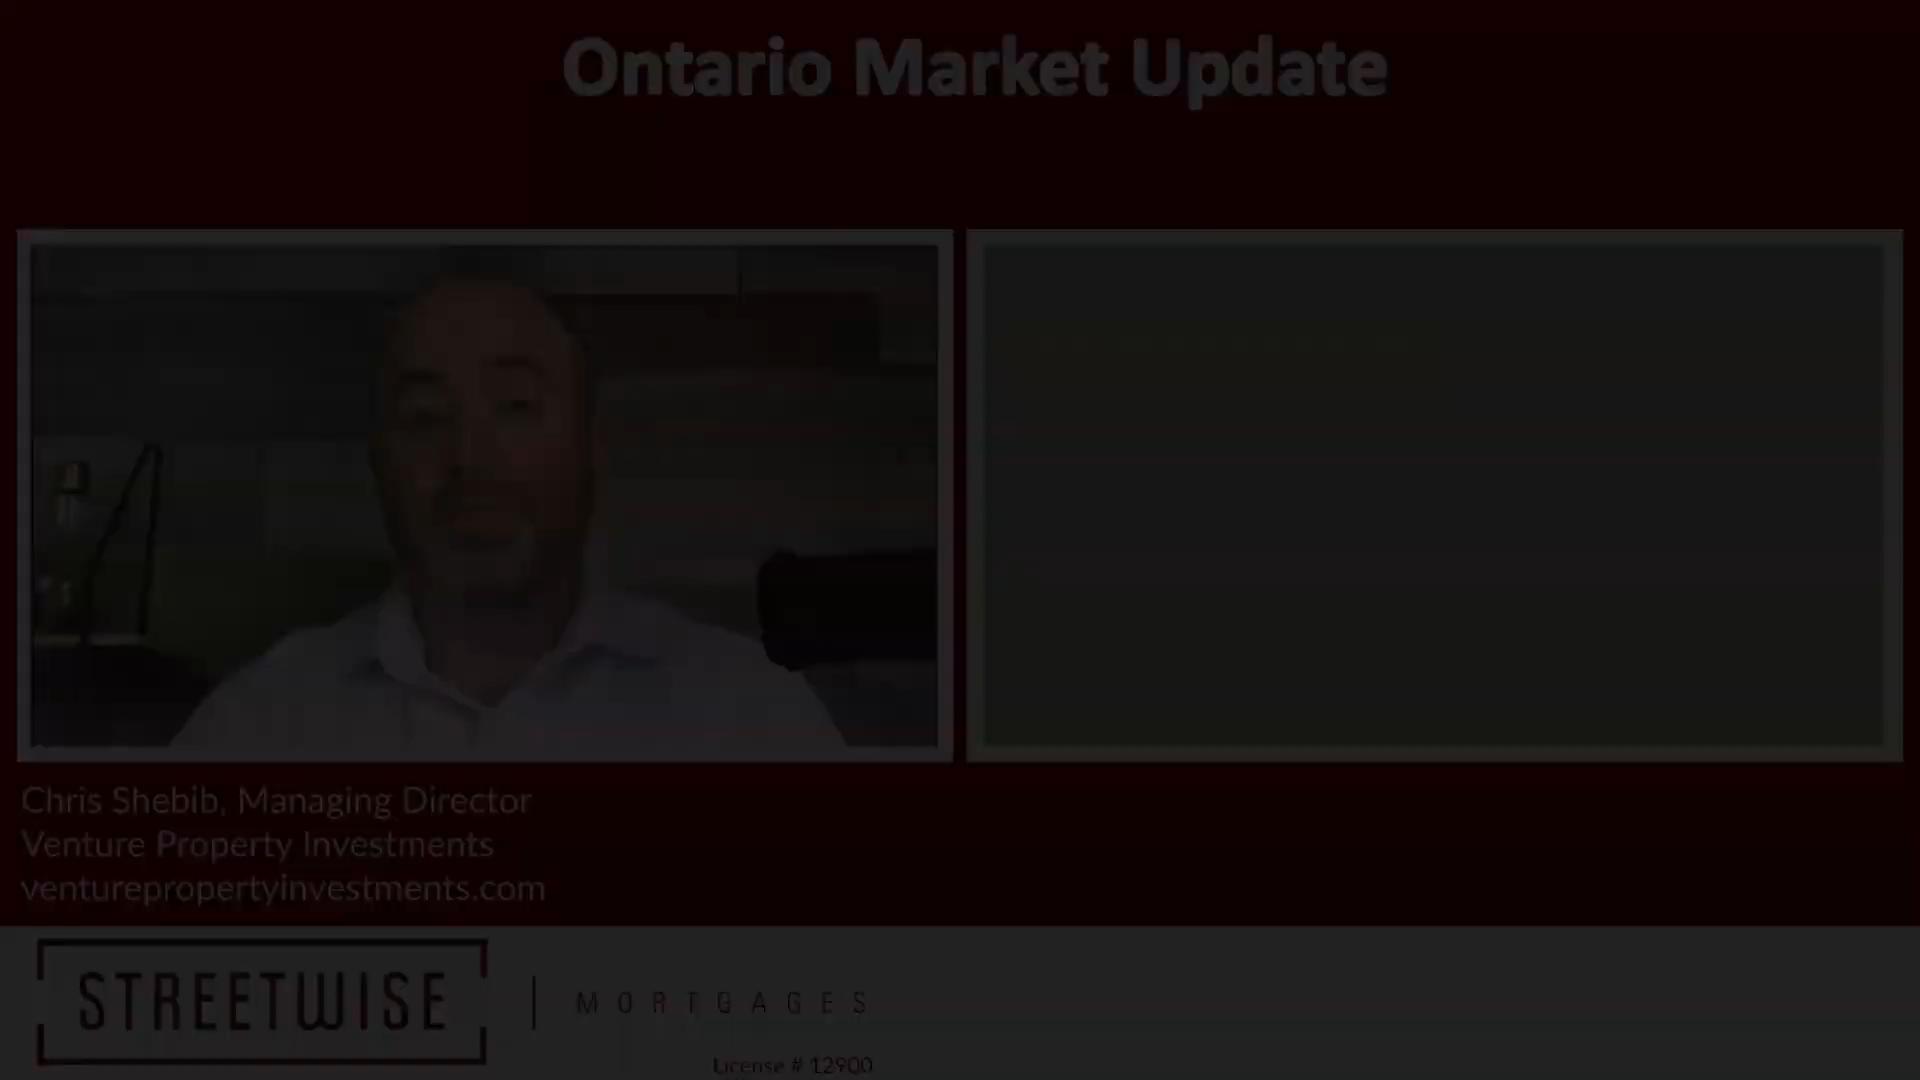 Ontario Market Update
Chris Shebib, Managing Director
Venture Property Investments
venturepropertyinvestments.com
STREETWISE | MORTGAGES
License # 12900